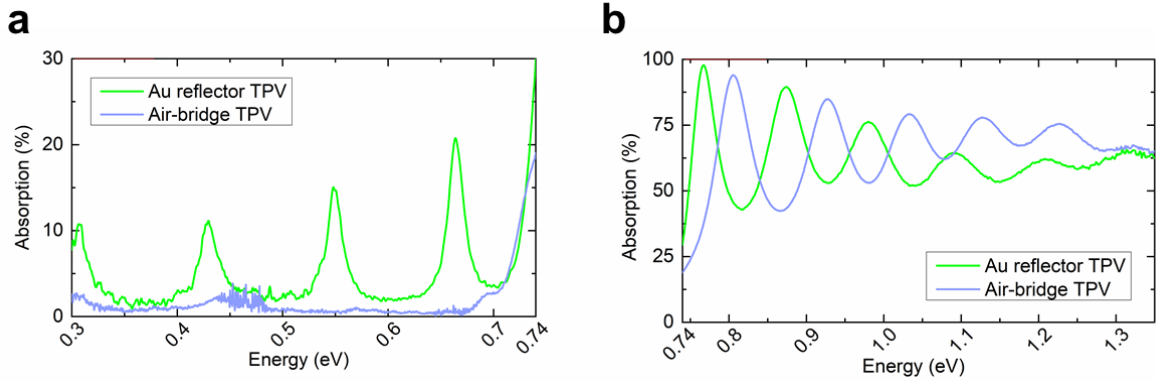 a
b
30
20
10
0
Absorption (%)
Au reflector TPV
Air-bridge TPV
0.3
0.4
0.5
0.6
0.7
0.74
Energy (eV)
100
75
50
25
0
Absorption (%)
Au reflector TPV
Air-bridge TPV
0.74
0.8
0.9
1.0
1.1
1.2
1.3
Energy (eV)